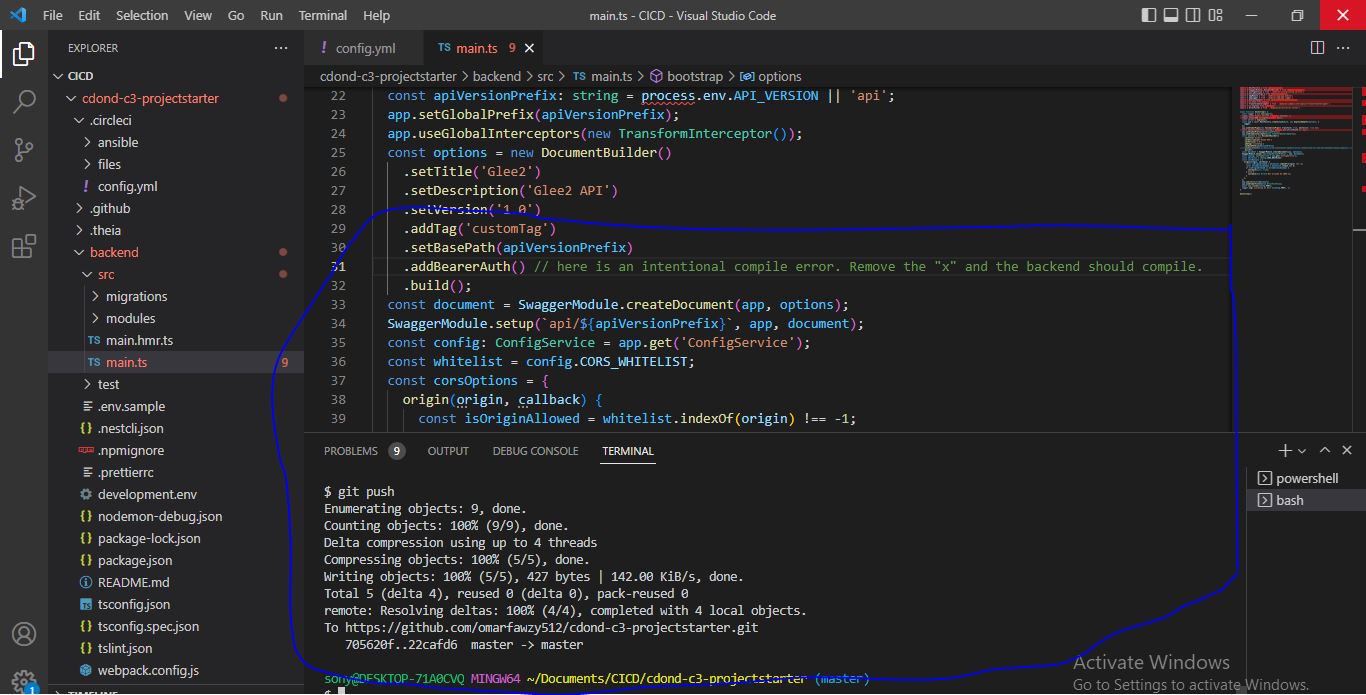 File Edit Selection View Go Run Terminal Help main.ts - CICD - Visual Studio Code
EXPLORER
CICD
cdond-c3-projectstarter
.circleci
ansible
files
! config.yml
.github
.theia
backend
src
migrations
modules
TS main.hmr.ts
TS main.ts 9
test
.env.sample
{} .nestcli.json
npm .npmignore
.prettierrc
development.env
{} nodemon-debug.json
{} package-lock.json
{} package.json
README.md
TS tsconfig.json
{} tsconfig.spec.json
{} tslint.json
webpack.config.js
TIMELINE
1
! config.yml TS main.ts 9
cdond-c3-projectstarter > backend > src > TS main.ts > bootstrap > options
22 const apiVersionPrefix: string = process.env.API_VERSION || 'api';
23 app.setGlobalPrefix(apiVersionPrefix);
24 app.useGlobalInterceptors(new TransformInterceptor());
25 const options = new DocumentBuilder()
26 .setTitle('Glee2')
27 .setDescription('Glee2 API')
28 .setVersion('1.0')
29 .addTag('customTag')
30 .setBasePath(apiVersionPrefix)
31 .addBearerAuth() // here is an intentional compile error. Remove the "x" and the backend should compile.
32 .build();
33 const document = SwaggerModule.createDocument(app, options);
34 SwaggerModule.setup(`api/${apiVersionPrefix}`, app, document);
35 const config: ConfigService = app.get('ConfigService');
36 const whitelist = config.CORS_WHITELIST;
37 const corsOptions = {
38 origin(origin, callback) {
39 const isOriginAllowed = whitelist.indexOf(origin) !== -1;
PROBLEMS 9 OUTPUT DEBUG CONSOLE TERMINAL
powershell
bash
$ git push
Enumerating objects: 9, done.
Counting objects: 100% (9/9), done.
Delta compression using up to 4 threads
Compressing objects: 100% (5/5), done.
Writing objects: 100% (5/5), 427 bytes | 142.00 KiB/s, done.
Total 5 (delta 4), reused 0 (delta 0), pack-reused 0
remote: Resolving deltas: 100% (4/4), completed with 4 local objects.
To https://github.com/omarfawzy512/cdond-c3-projectstarter.git
705620f..22cafd6 master -> master
sony@DESKTOP-71A0CVQ MINGW64 ~/Documents/CICD/cdond-c3-projectstarter (master)
$
Activate Windows
Go to Settings to activate Windows.